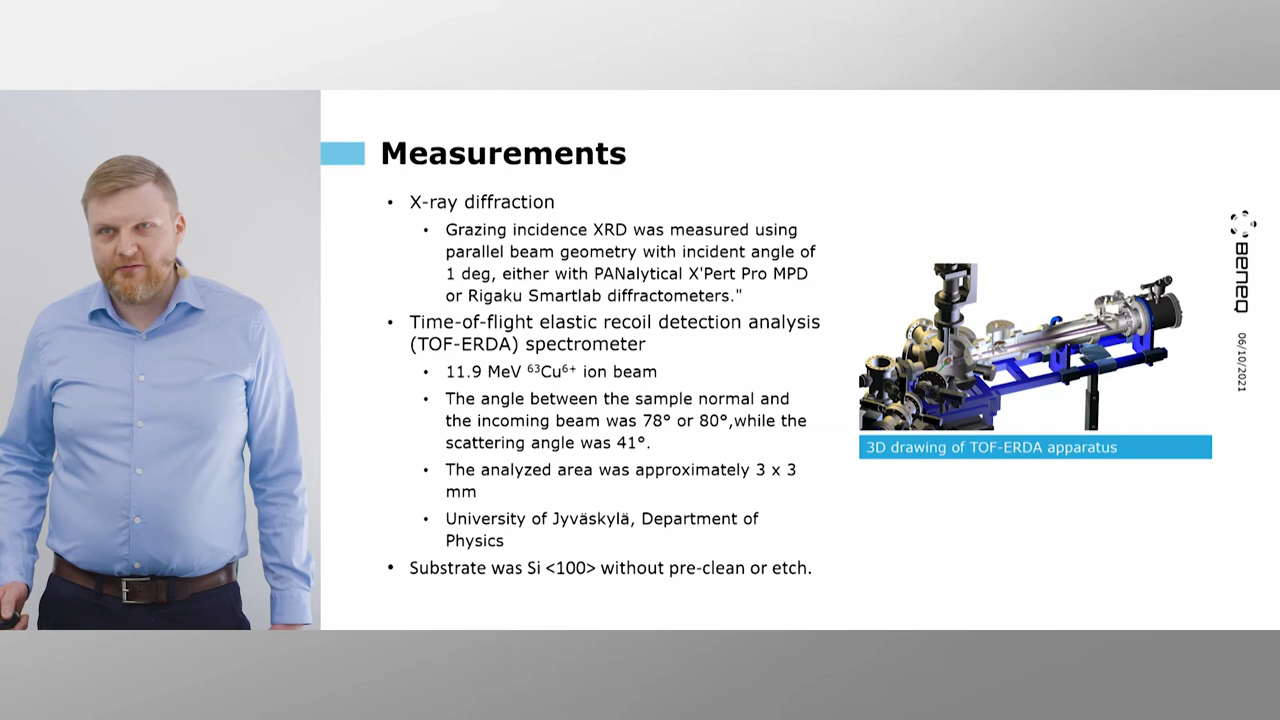 Measurements
• X-ray diffraction
• Grazing incidence XRD was measured using
parallel beam geometry with incident angle of
1 deg, either with PANalytical X'Pert Pro MPD
or Rigaku Smartlab diffractometers."
• Time-of-flight elastic recoil detection analysis
(TOF-ERDA) spectrometer
• 11.9 MeV ⁶³Cu⁶⁺ ion beam
• The angle between the sample normal and
the incoming beam was 78° or 80°,while the
scattering angle was 41°.
• The analyzed area was approximately 3 x 3
mm
• University of Jyväskylä, Department of
Physics
• Substrate was Si <100> without pre-clean or etch.
3D drawing of TOF-ERDA apparatus
Beneq
06/10/2021